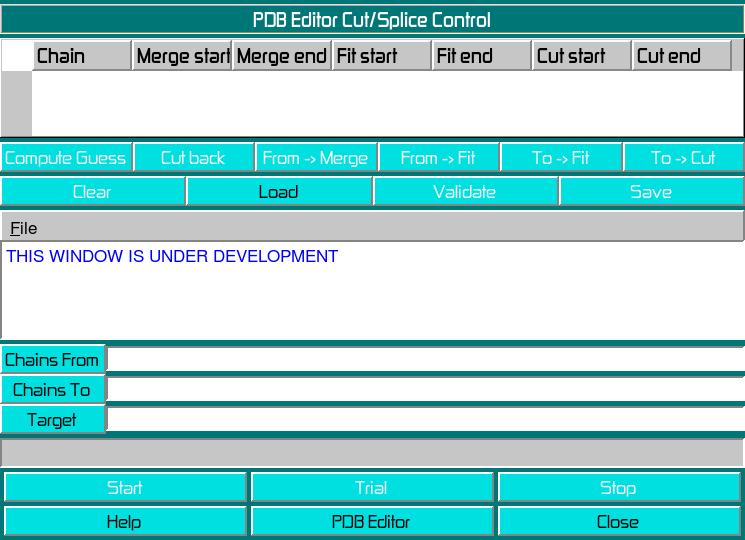 PDB Editor Cut/Splice Control
Chain Merge start Merge end Fit start Fit end Cut start Cut end
Compute Guess Cut back From -> Merge From -> Fit To -> Fit To -> Cut
Clear Load Validate Save
File
THIS WINDOW IS UNDER DEVELOPMENT
Chains From
Chains To
Target
Start Trial Stop
Help PDB Editor Close